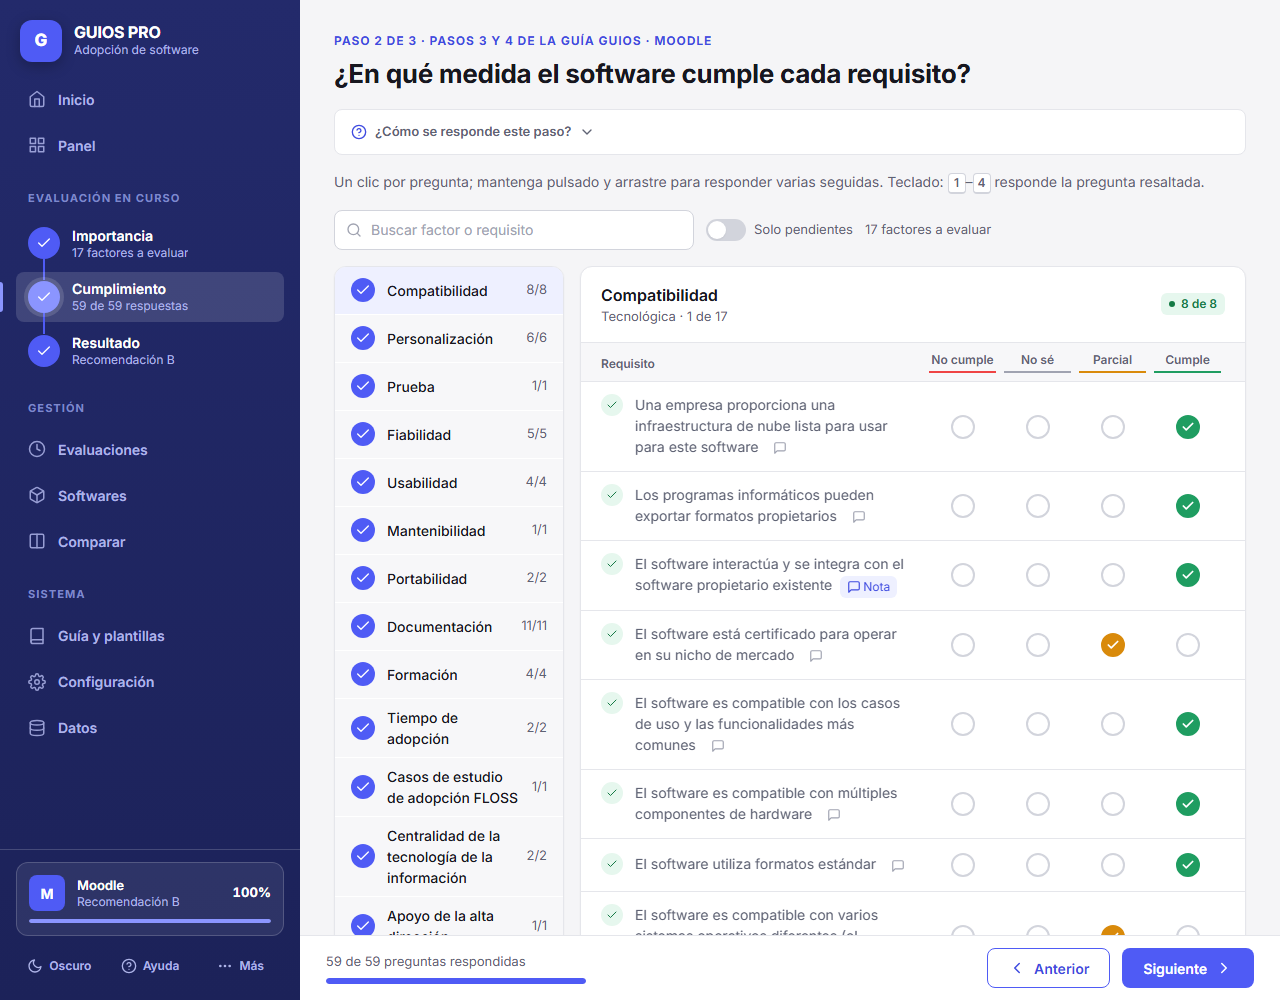 G
GUIOS PRO
Adopción de software
Inicio
Panel
EVALUACIÓN EN CURSO
Importancia
17 factores a evaluar
Cumplimiento
59 de 59 respuestas
Resultado
Recomendación B
GESTIÓN
Evaluaciones
Softwares
Comparar
SISTEMA
Guía y plantillas
Configuración
Datos
M
Moodle
100%
Recomendación B
Oscuro
Ayuda
Más
PASO 2 DE 3 · PASOS 3 Y 4 DE LA GUÍA GUIOS · MOODLE
¿En qué medida el software cumple cada requisito?
¿Cómo se responde este paso?
Un clic por pregunta; mantenga pulsado y arrastre para responder varias seguidas. Teclado: 1–4 responde la pregunta resaltada.
Buscar factor o requisito
Solo pendientes
17 factores a evaluar
Compatibilidad 8/8
Personalización 6/6
Prueba 1/1
Fiabilidad 5/5
Usabilidad 4/4
Mantenibilidad 1/1
Portabilidad 2/2
Documentación 11/11
Formación 4/4
Tiempo de
adopción 2/2
Casos de estudio
de adopción FLOSS 1/1
Centralidad de la
tecnología de la
información 2/2
Apoyo de la alta
dirección 1/1
Compatibilidad
Tecnológica · 1 de 17
8 de 8
Requisito No cumple No sé Parcial Cumple
Una empresa proporciona una
infraestructura de nube lista para usar
para este software
Los programas informáticos pueden
exportar formatos propietarios
El software interactúa y se integra con el
software propietario existente Nota
El software está certificado para operar
en su nicho de mercado
El software es compatible con los casos
de uso y las funcionalidades más
comunes
El software es compatible con múltiples
componentes de hardware
El software utiliza formatos estándar
El software es compatible con varios
sistemas operativos diferentes (el
59 de 59 preguntas respondidas
Anterior
Siguiente